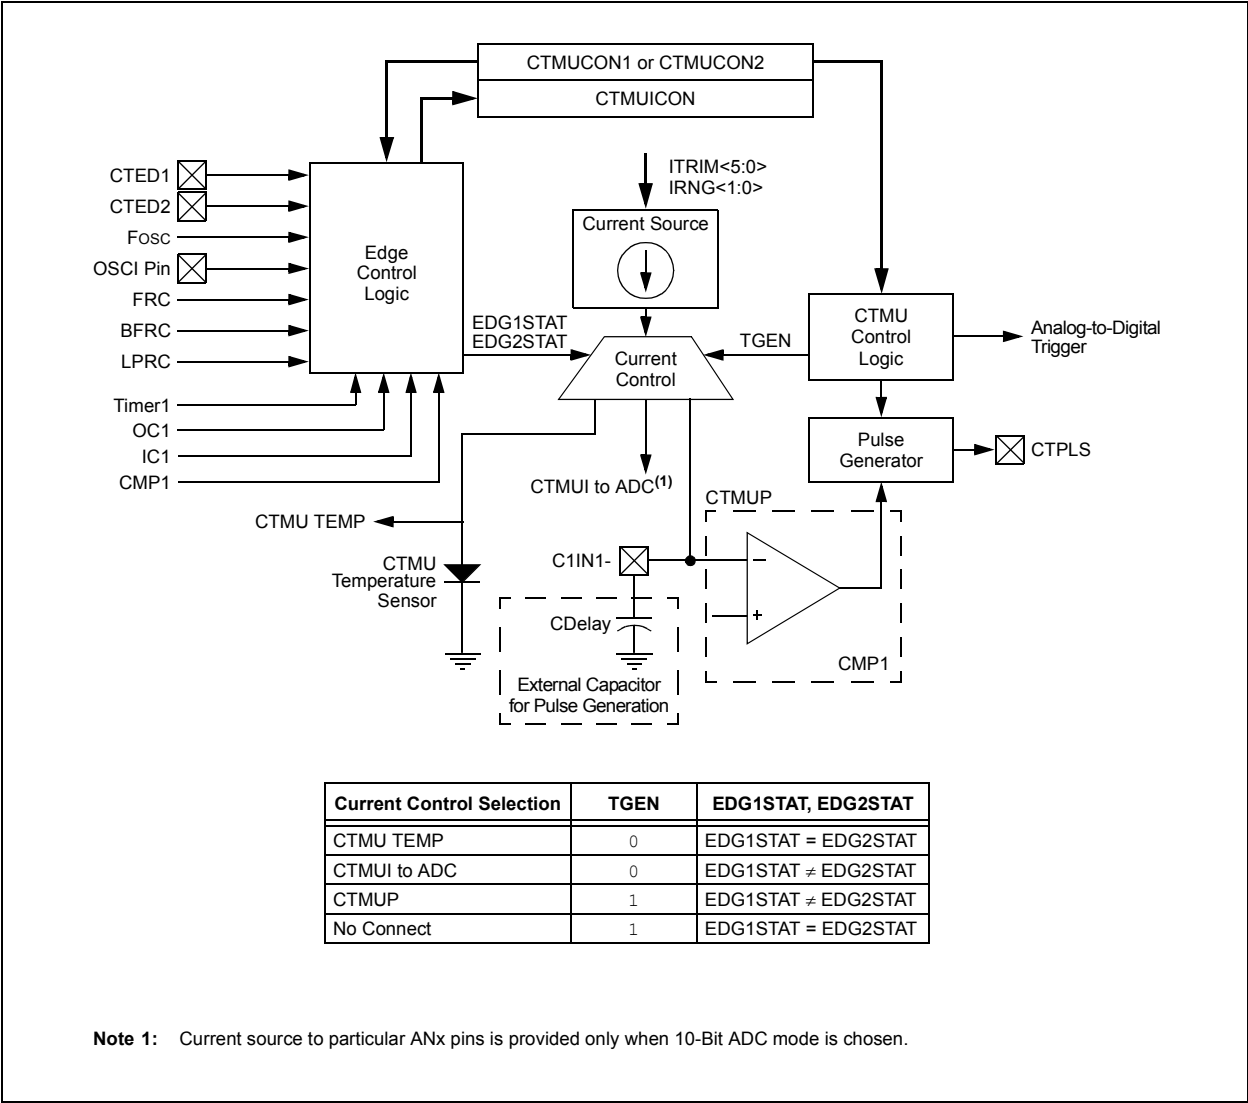 CTMUCON1 or CTMUCON2
CTMUICON
ITRIM<5:0>
IRNG<1:0>
CTED1
CTED2
FOSC
OSCI Pin
FRC
BFRC
LPRC
Timer1
OC1
IC1
CMP1
Edge
Control
Logic
Current Source
EDG1STAT
EDG2STAT
Current
Control
TGEN
CTMU
Control
Logic
Analog-to-Digital
Trigger
Pulse
Generator
CTPLS
CTMUI to ADC(1)
CTMUP
CTMU TEMP
CTMU
Temperature
Sensor
C1IN1-
CDelay
External Capacitor
for Pulse Generation
–
+
CMP1
Current Control Selection TGEN EDG1STAT, EDG2STAT
CTMU TEMP 0 EDG1STAT = EDG2STAT
CTMUI to ADC 0 EDG1STAT ≠ EDG2STAT
CTMUP 1 EDG1STAT ≠ EDG2STAT
No Connect 1 EDG1STAT = EDG2STAT
Note 1: Current source to particular ANx pins is provided only when 10-Bit ADC mode is chosen.